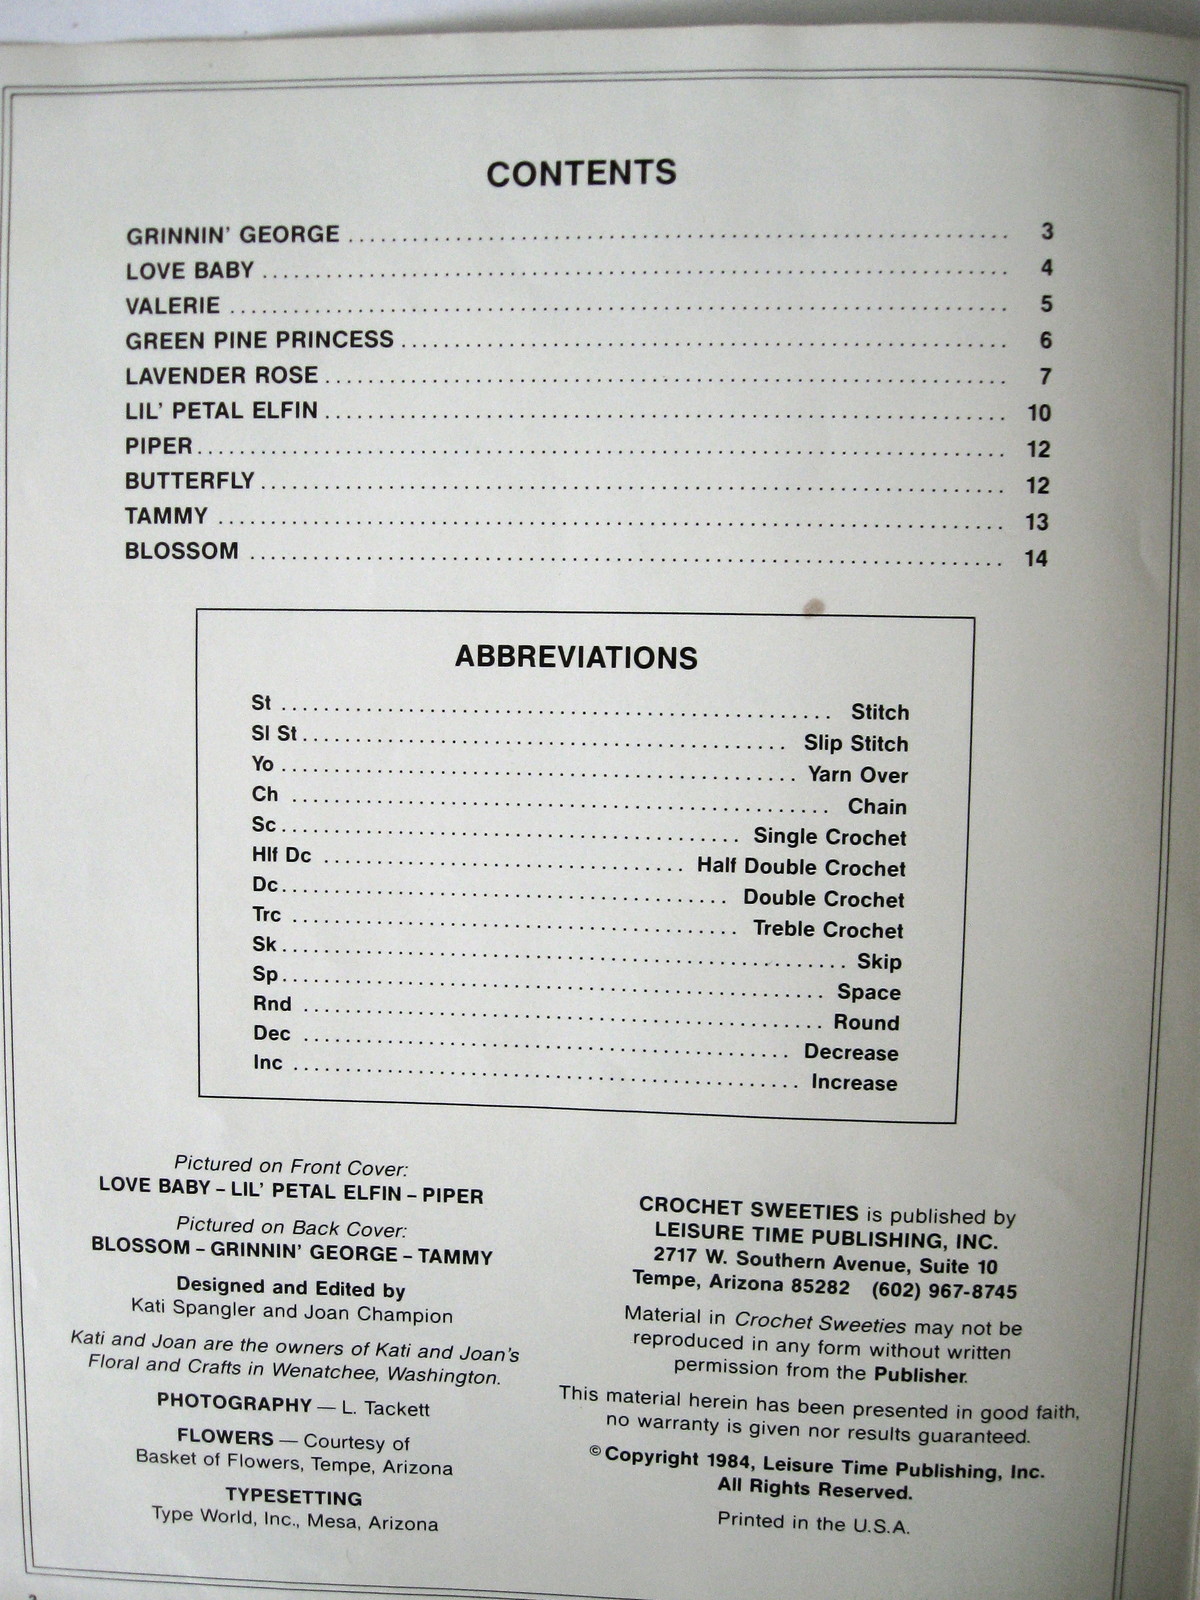 CONTENTS
GRINNIN' GEORGE ........ 3
LOVE BABY ........ 4
VALERIE ........ 5
GREEN PINE PRINCESS ........ 6
LAVENDER ROSE ........ 7
LIL' PETAL ELFIN ........ 10
PIPER ........ 12
BUTTERFLY ........ 12
TAMMY ........ 13
BLOSSOM ........ 14
ABBREVIATIONS
St ........ Stitch
Sl St ........ Slip Stitch
Yo ........ Yarn Over
Ch ........ Chain
Sc ........ Single Crochet
Hlf Dc ........ Half Double Crochet
Dc ........ Double Crochet
Trc ........ Treble Crochet
Sk ........ Skip
Sp ........ Space
Rnd ........ Round
Dec ........ Decrease
Inc ........ Increase
Pictured on Front Cover:
LOVE BABY – LIL' PETAL ELFIN – PIPER
Pictured on Back Cover:
BLOSSOM – GRINNIN' GEORGE – TAMMY
Designed and Edited by
Kati Spangler and Joan Champion
Kati and Joan are the owners of Kati and Joan's
Floral and Crafts in Wenatchee, Washington.
PHOTOGRAPHY — L. Tackett
FLOWERS — Courtesy of
Basket of Flowers, Tempe, Arizona
TYPESETTING
Type World, Inc., Mesa, Arizona
CROCHET SWEETIES is published by
LEISURE TIME PUBLISHING, INC.
2717 W. Southern Avenue, Suite 10
Tempe, Arizona 85282 (602) 967-8745
Material in Crochet Sweeties may not be
reproduced in any form without written
permission from the Publisher.
This material herein has been presented in good faith,
no warranty is given nor results guaranteed.
©Copyright 1984, Leisure Time Publishing, Inc.
All Rights Reserved.
Printed in the U.S.A.